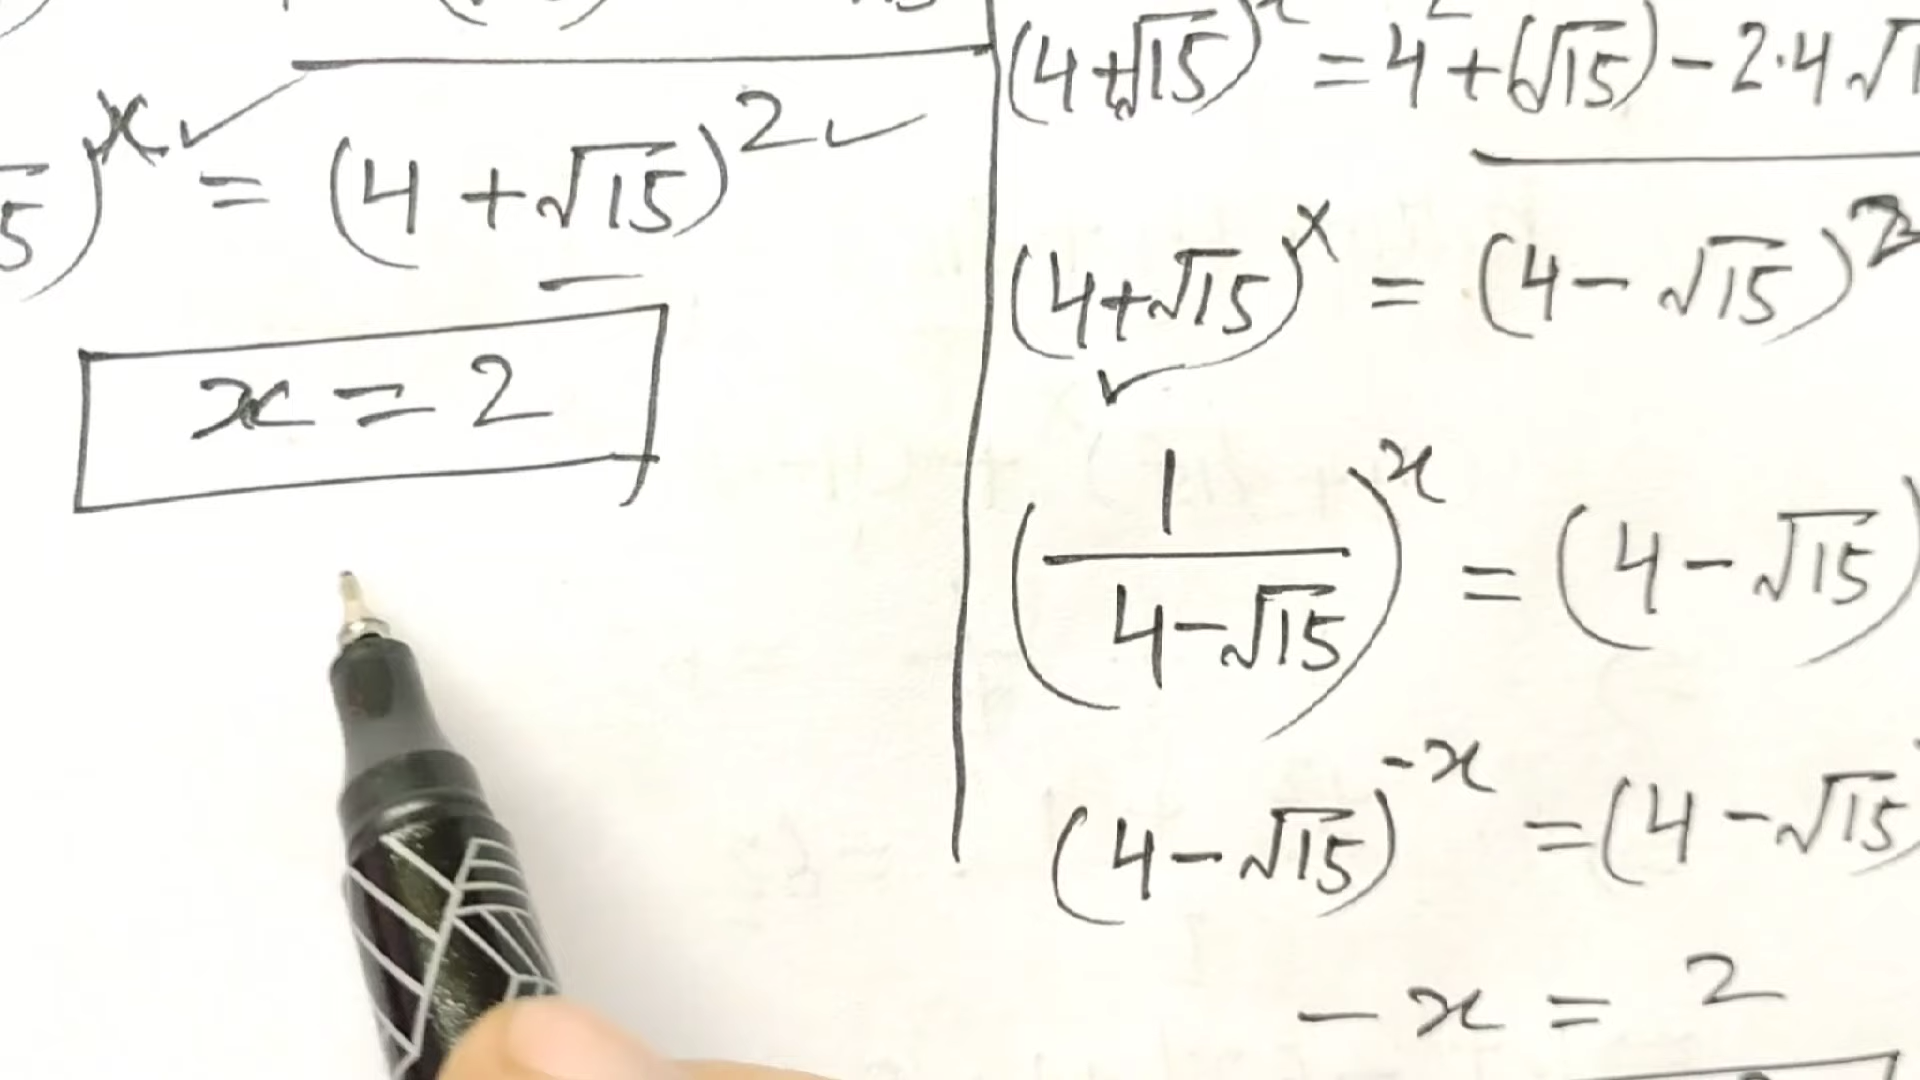 5)^x = (4 + √15)^2
x = 2
(4+√15)^x = 4^2 + (√15) - 2·4√1
(4+√15)^x = (4 - √15)^2
(1/(4-√15))^x = (4 - √15)
(4 - √15)^-x = (4 - √15
- x = 2